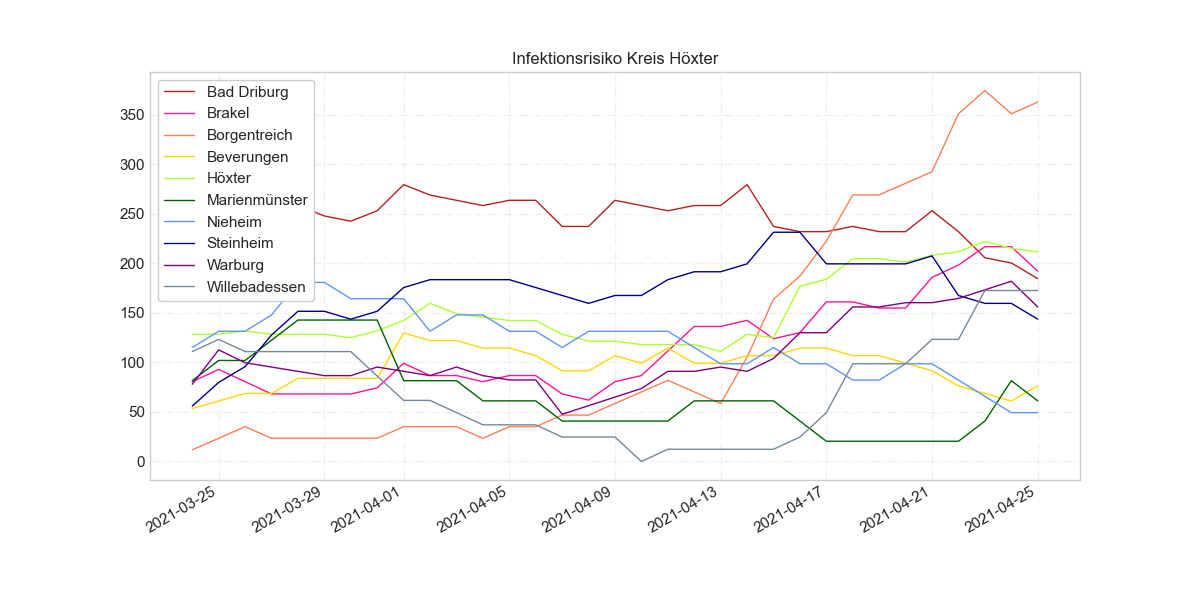 Infektionsrisiko Kreis Höxter
Bad Driburg
Brakel
Borgentreich
Beverungen
Höxter
Marienmünster
Nieheim
Steinheim
Warburg
Willebadessen
350
300
250
200
150
100
50
0
2021-03-25
2021-03-29
2021-04-01
2021-04-05
2021-04-09
2021-04-13
2021-04-17
2021-04-21
2021-04-25